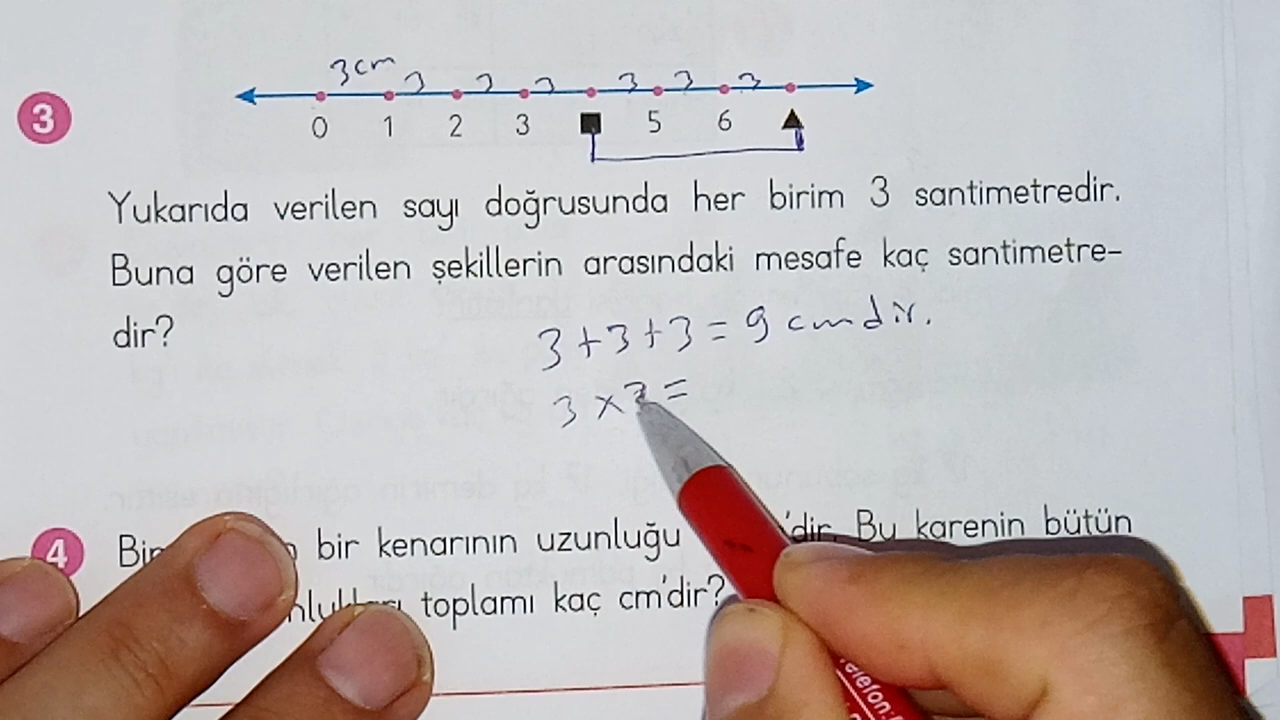 3cm 3 3 3 3 3 3
3
0 1 2 3 5 6
Yukarıda verilen sayı doğrusunda her birim 3 santimetredir.
Buna göre verilen şekillerin arasındaki mesafe kaç santimetre-
dir?
3+3+3=9 cmdir.
3×3=
4
bir kenarının uzunluğu 'dir. Bu karenin bütün
toplamı kaç cm'dir?